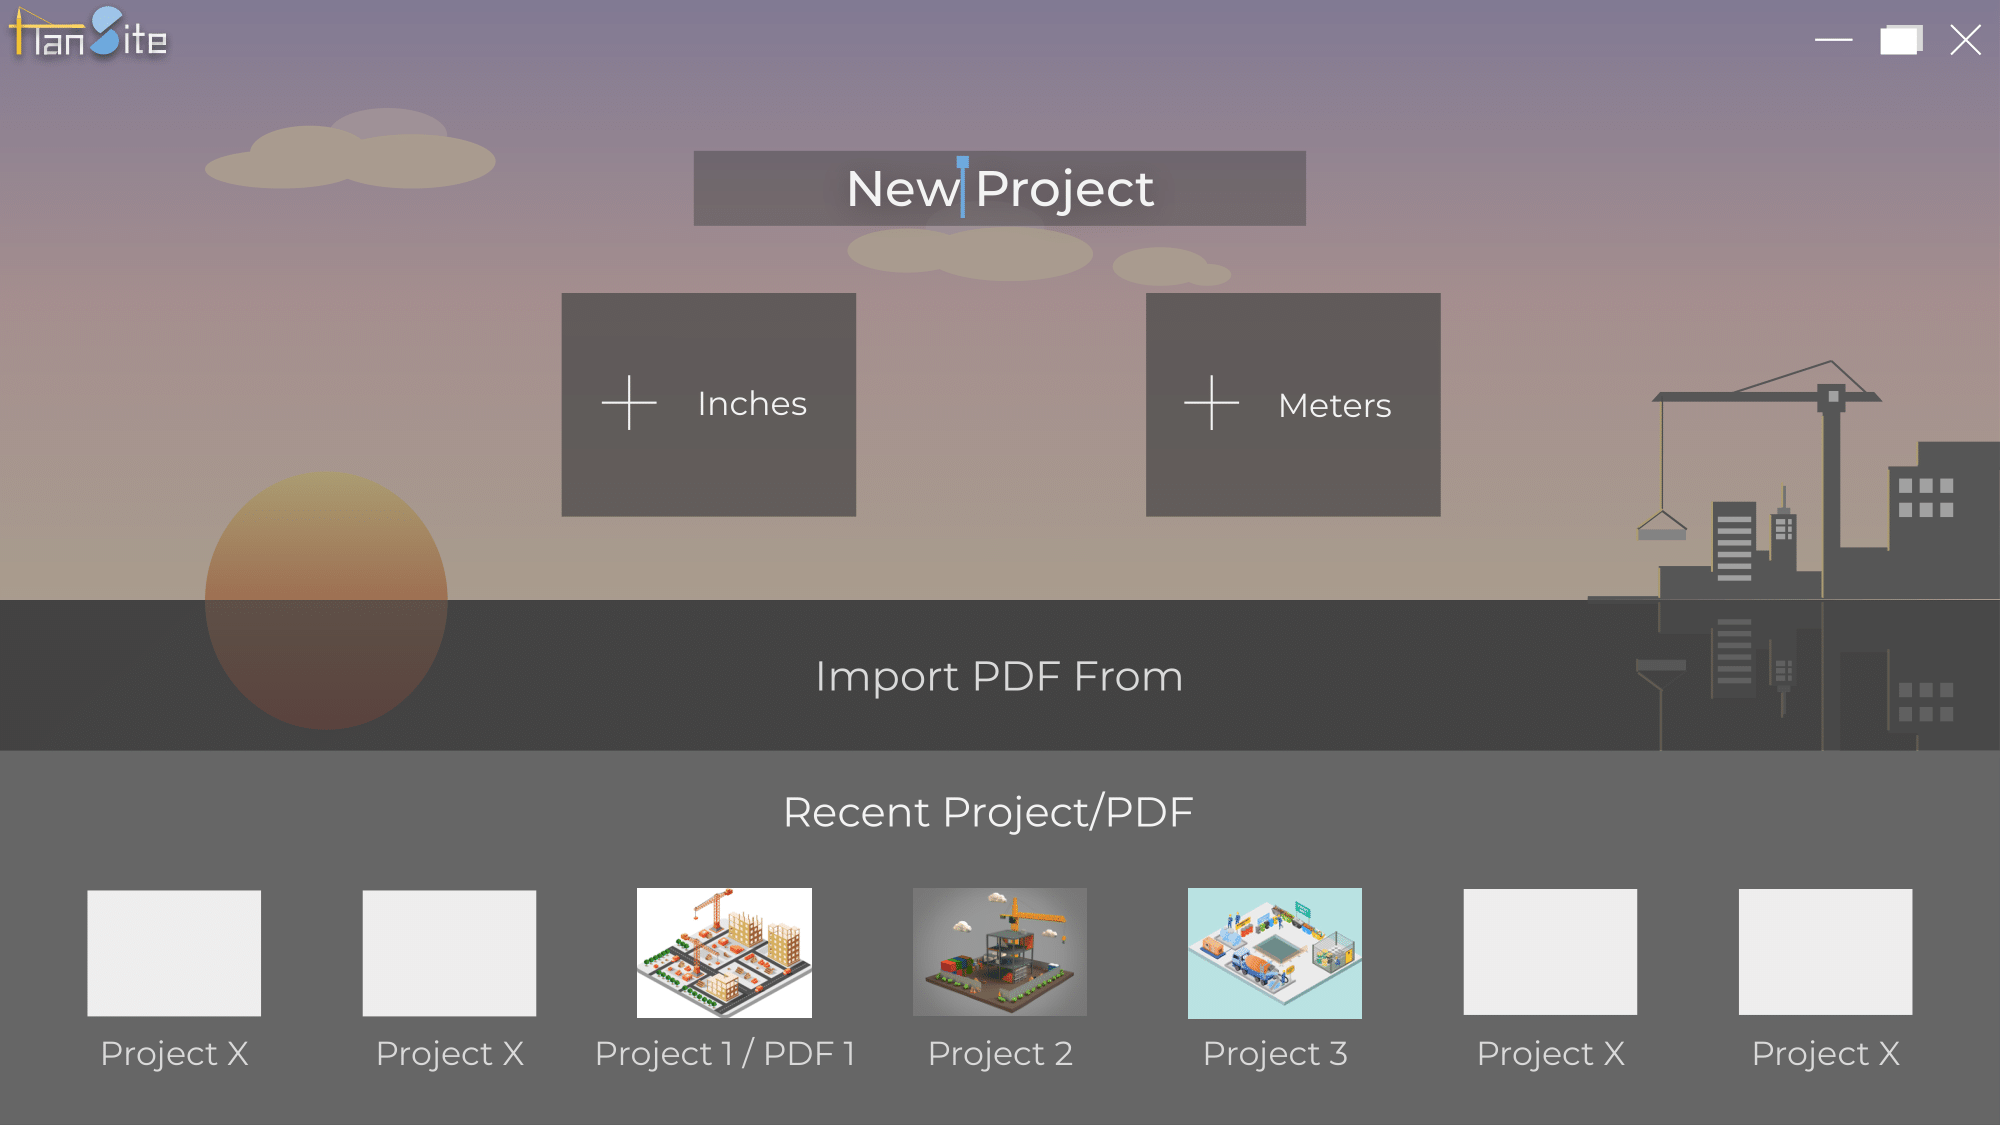 PlanSite
New Project
Inches
Meters
Import PDF From
Recent Project/PDF
Project X
Project X
Project 1 / PDF 1
Project 2
Project 3
Project X
Project X